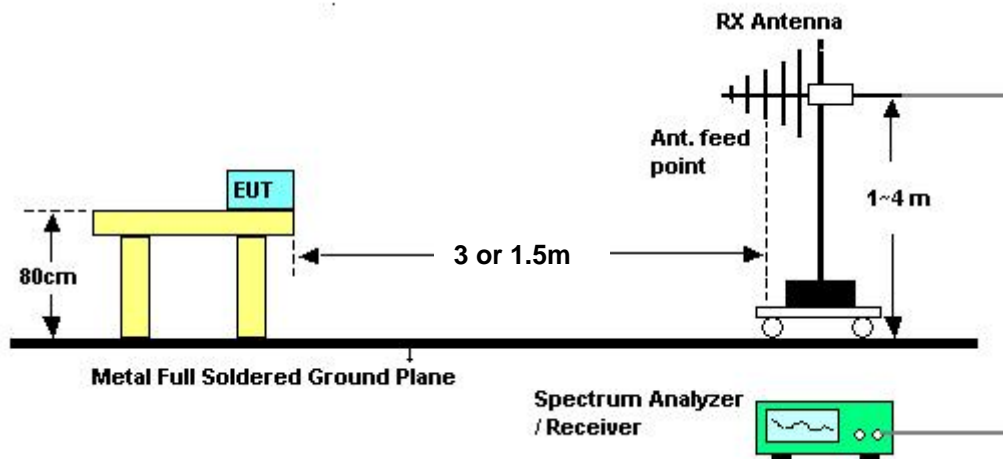 RX Antenna
Ant. feed
point
EUT
1~4 m
3 or 1.5m
80cm
Metal Full Soldered Ground Plane
Spectrum Analyzer
/ Receiver